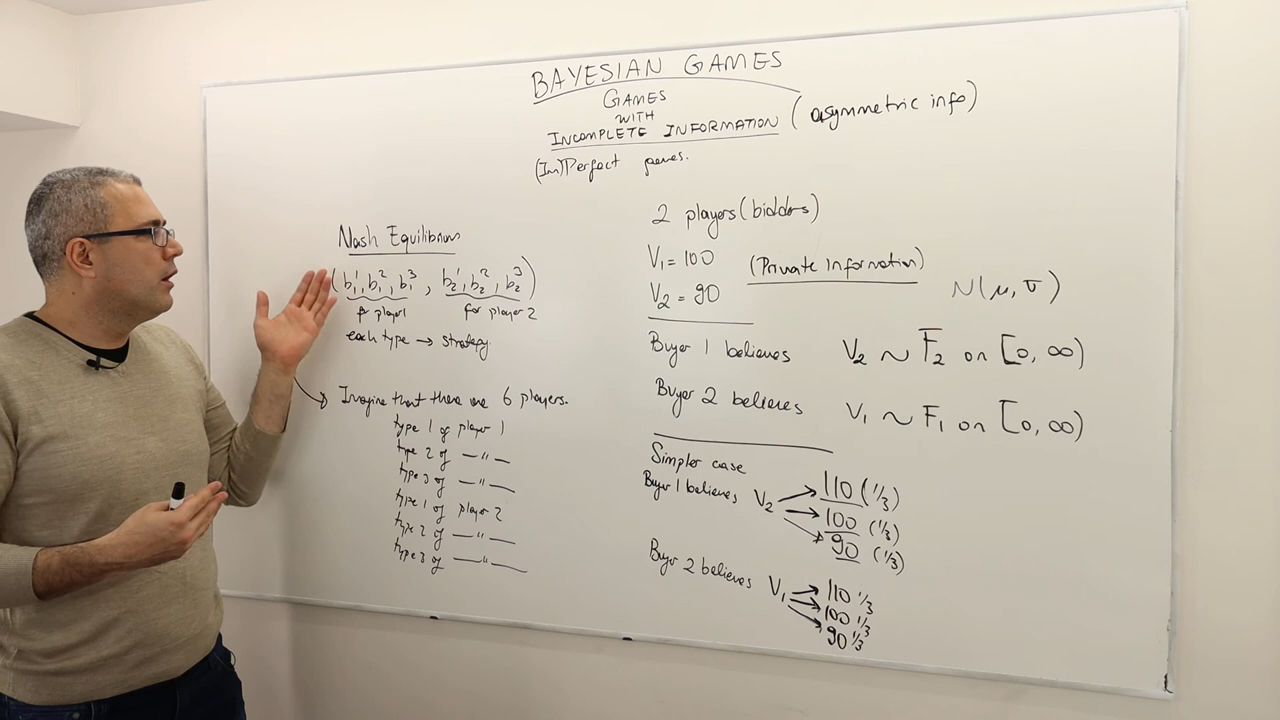 BAYESIAN GAMES
GAMES
WITH
INCOMPLETE INFORMATION (asymmetric info)
(Im)Perfect games.
Nash Equilibrium
(b₁¹, b₁², b₁³, b₂¹, b₂², b₂³)
for player 1 for player 2
each type → strategy.
Imagine that there are 6 players.
type 1 of player 1
type 2 of —"—
type 3 of —"—
type 1 of player 2
type 2 of —"—
type 3 of —"—
2 players (bidders)
V₁ = 100
(Private Information)
V₂ = 90
N(μ, σ)
Buyer 1 believes V₂ ~ F₂ on [0, ∞)
Buyer 2 believes V₁ ~ F₁ on [0, ∞)
Simpler case
Buyer 1 believes V₂ → 110 (1/3)
→ 100 (1/3)
→ 90 (1/3)
Buyer 2 believes V₁ → 110 1/3
→ 100 1/3
→ 90 1/3